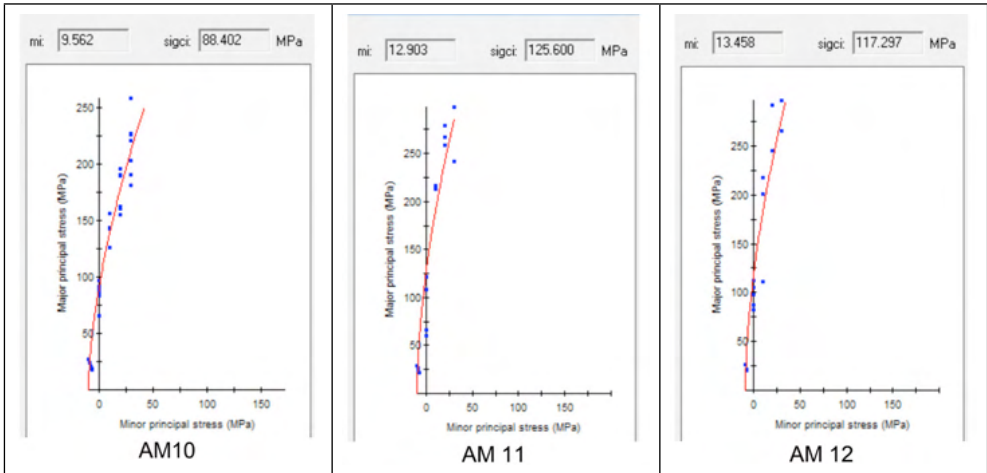 mi: 9.562 sigci: 88.402 MPa
250
200
150
100
50
Major principal stress (MPa)
0 50 100 150
Minor principal stress (MPa)
AM10
mi: 12.903 sigci: 125.600 MPa
250
200
150
100
50
Major principal stress (MPa)
0 50 100 150
Minor principal stress (MPa)
AM 11
mi: 13.458 sigci: 117.297 MPa
250
200
150
100
50
Major principal stress (MPa)
0 50 100 150
Minor principal stress (MPa)
AM 12